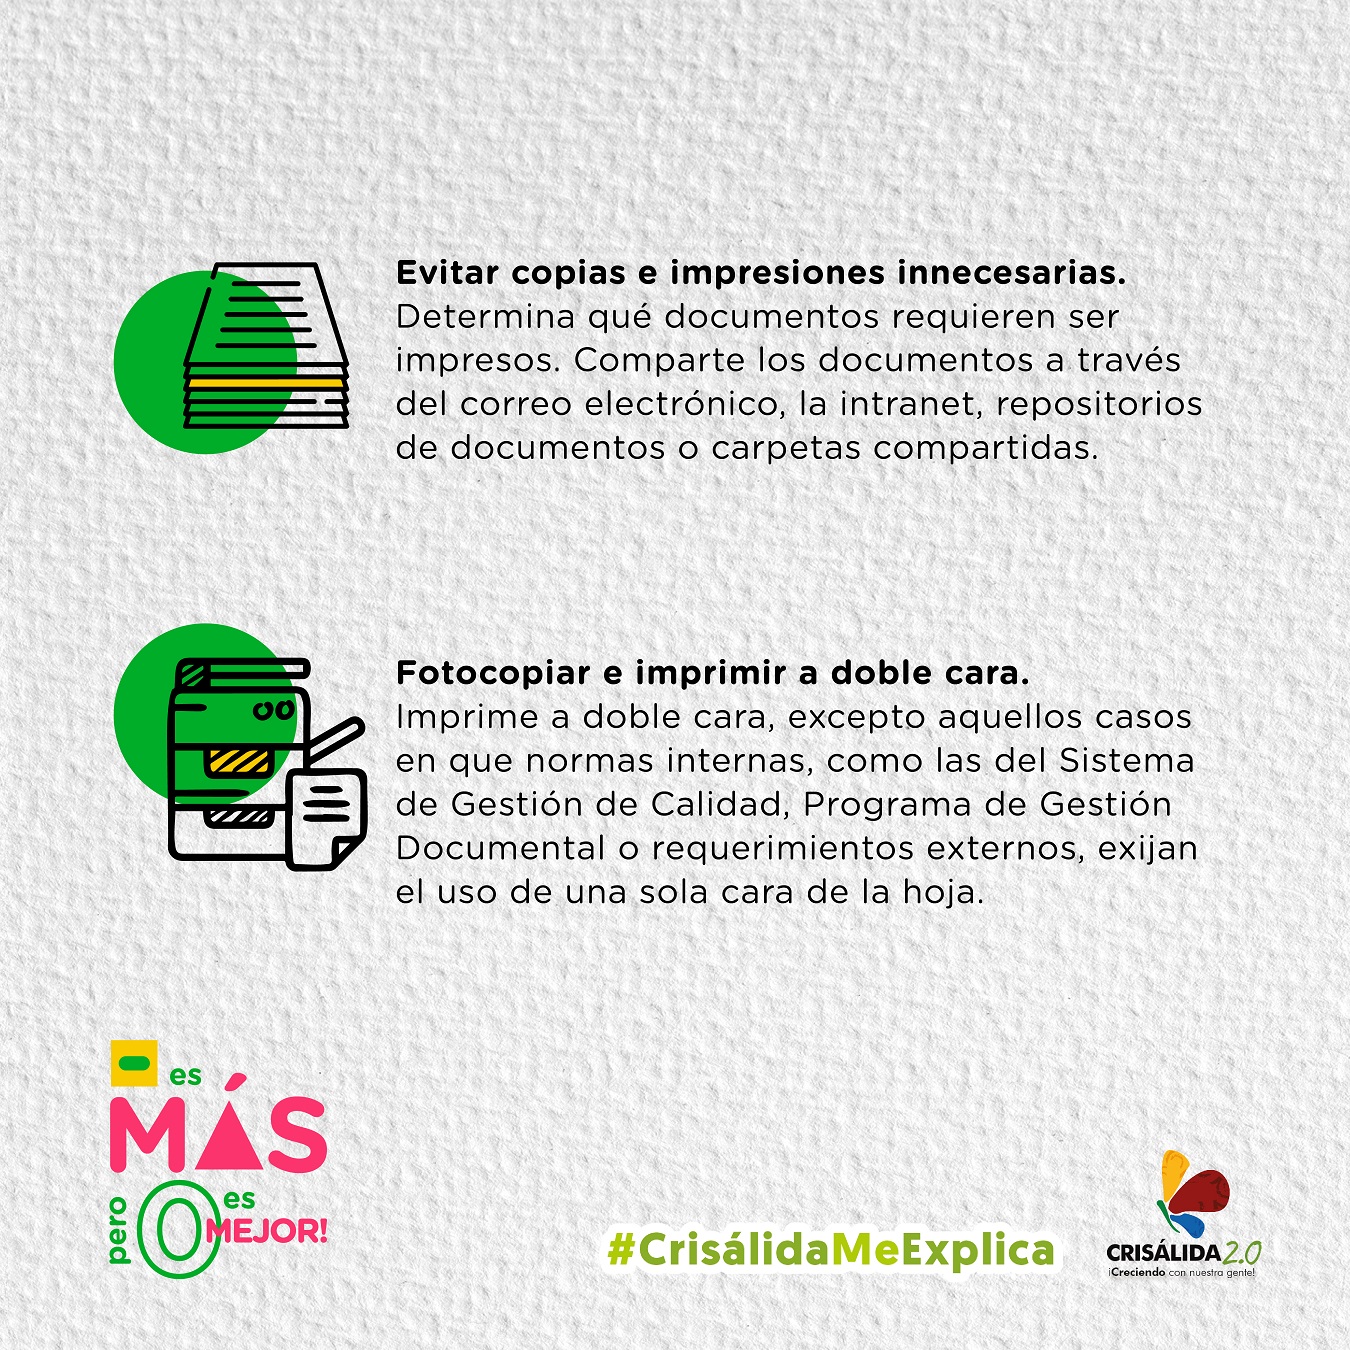 Evitar copias e impresiones innecesarias.
Determina qué documentos requieren ser
impresos. Comparte los documentos a través
del correo electrónico, la intranet, repositorios
de documentos o carpetas compartidas.
Fotocopiar e imprimir a doble cara.
Imprime a doble cara, excepto aquellos casos
en que normas internas, como las del Sistema
de Gestión de Calidad, Programa de Gestión
Documental o requerimientos externos, exijan
el uso de una sola cara de la hoja.
- es
MÁS
pero 0 es
MEJOR!
#CrisálidaMeExplica
CRISÁLIDA 2.0
¡Creciendo con nuestra gente!